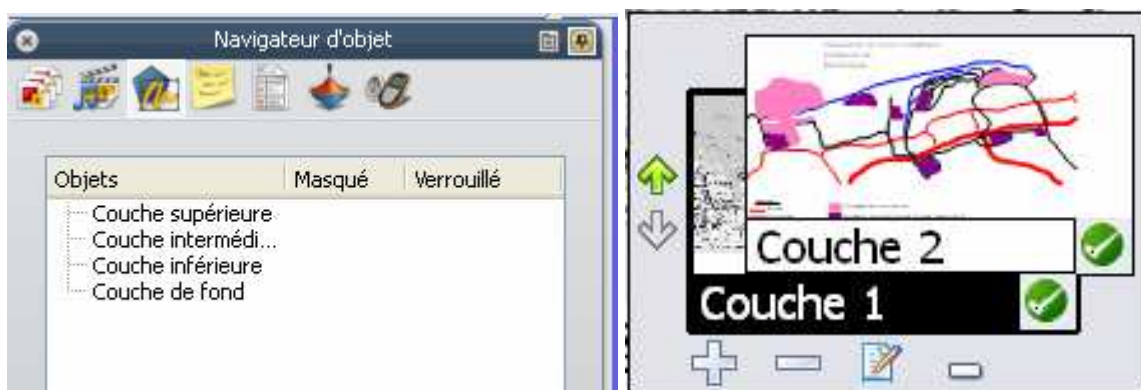 Navigateur d'objet
Objets Masqué Verrouillé
Couche supérieure
Couche intermédi...
Couche inférieure
Couche de fond
Couche 2
Couche 1